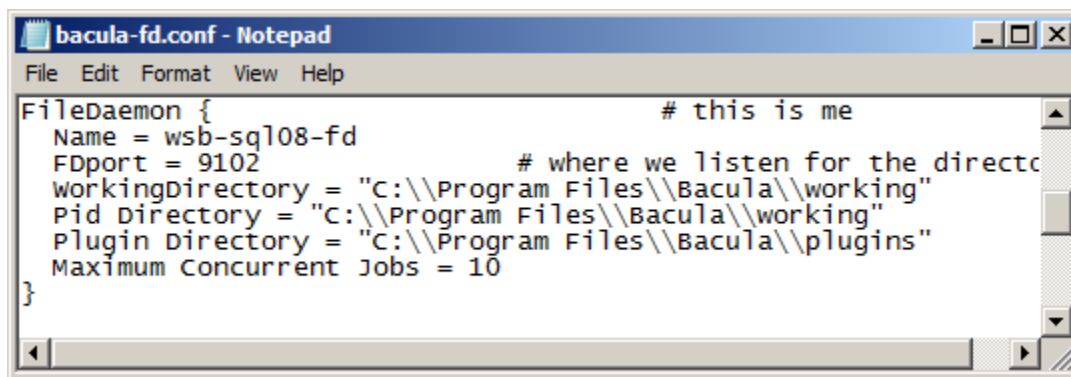 bacula-fd.conf - Notepad
File Edit Format View Help
FileDaemon { # this is me
Name = wsb-sql08-fd
FDport = 9102 # where we listen for the directo
WorkingDirectory = "C:\\Program Files\\Bacula\\working"
Pid Directory = "C:\\Program Files\\Bacula\\working"
Plugin Directory = "C:\\Program Files\\Bacula\\plugins"
Maximum Concurrent Jobs = 10
}